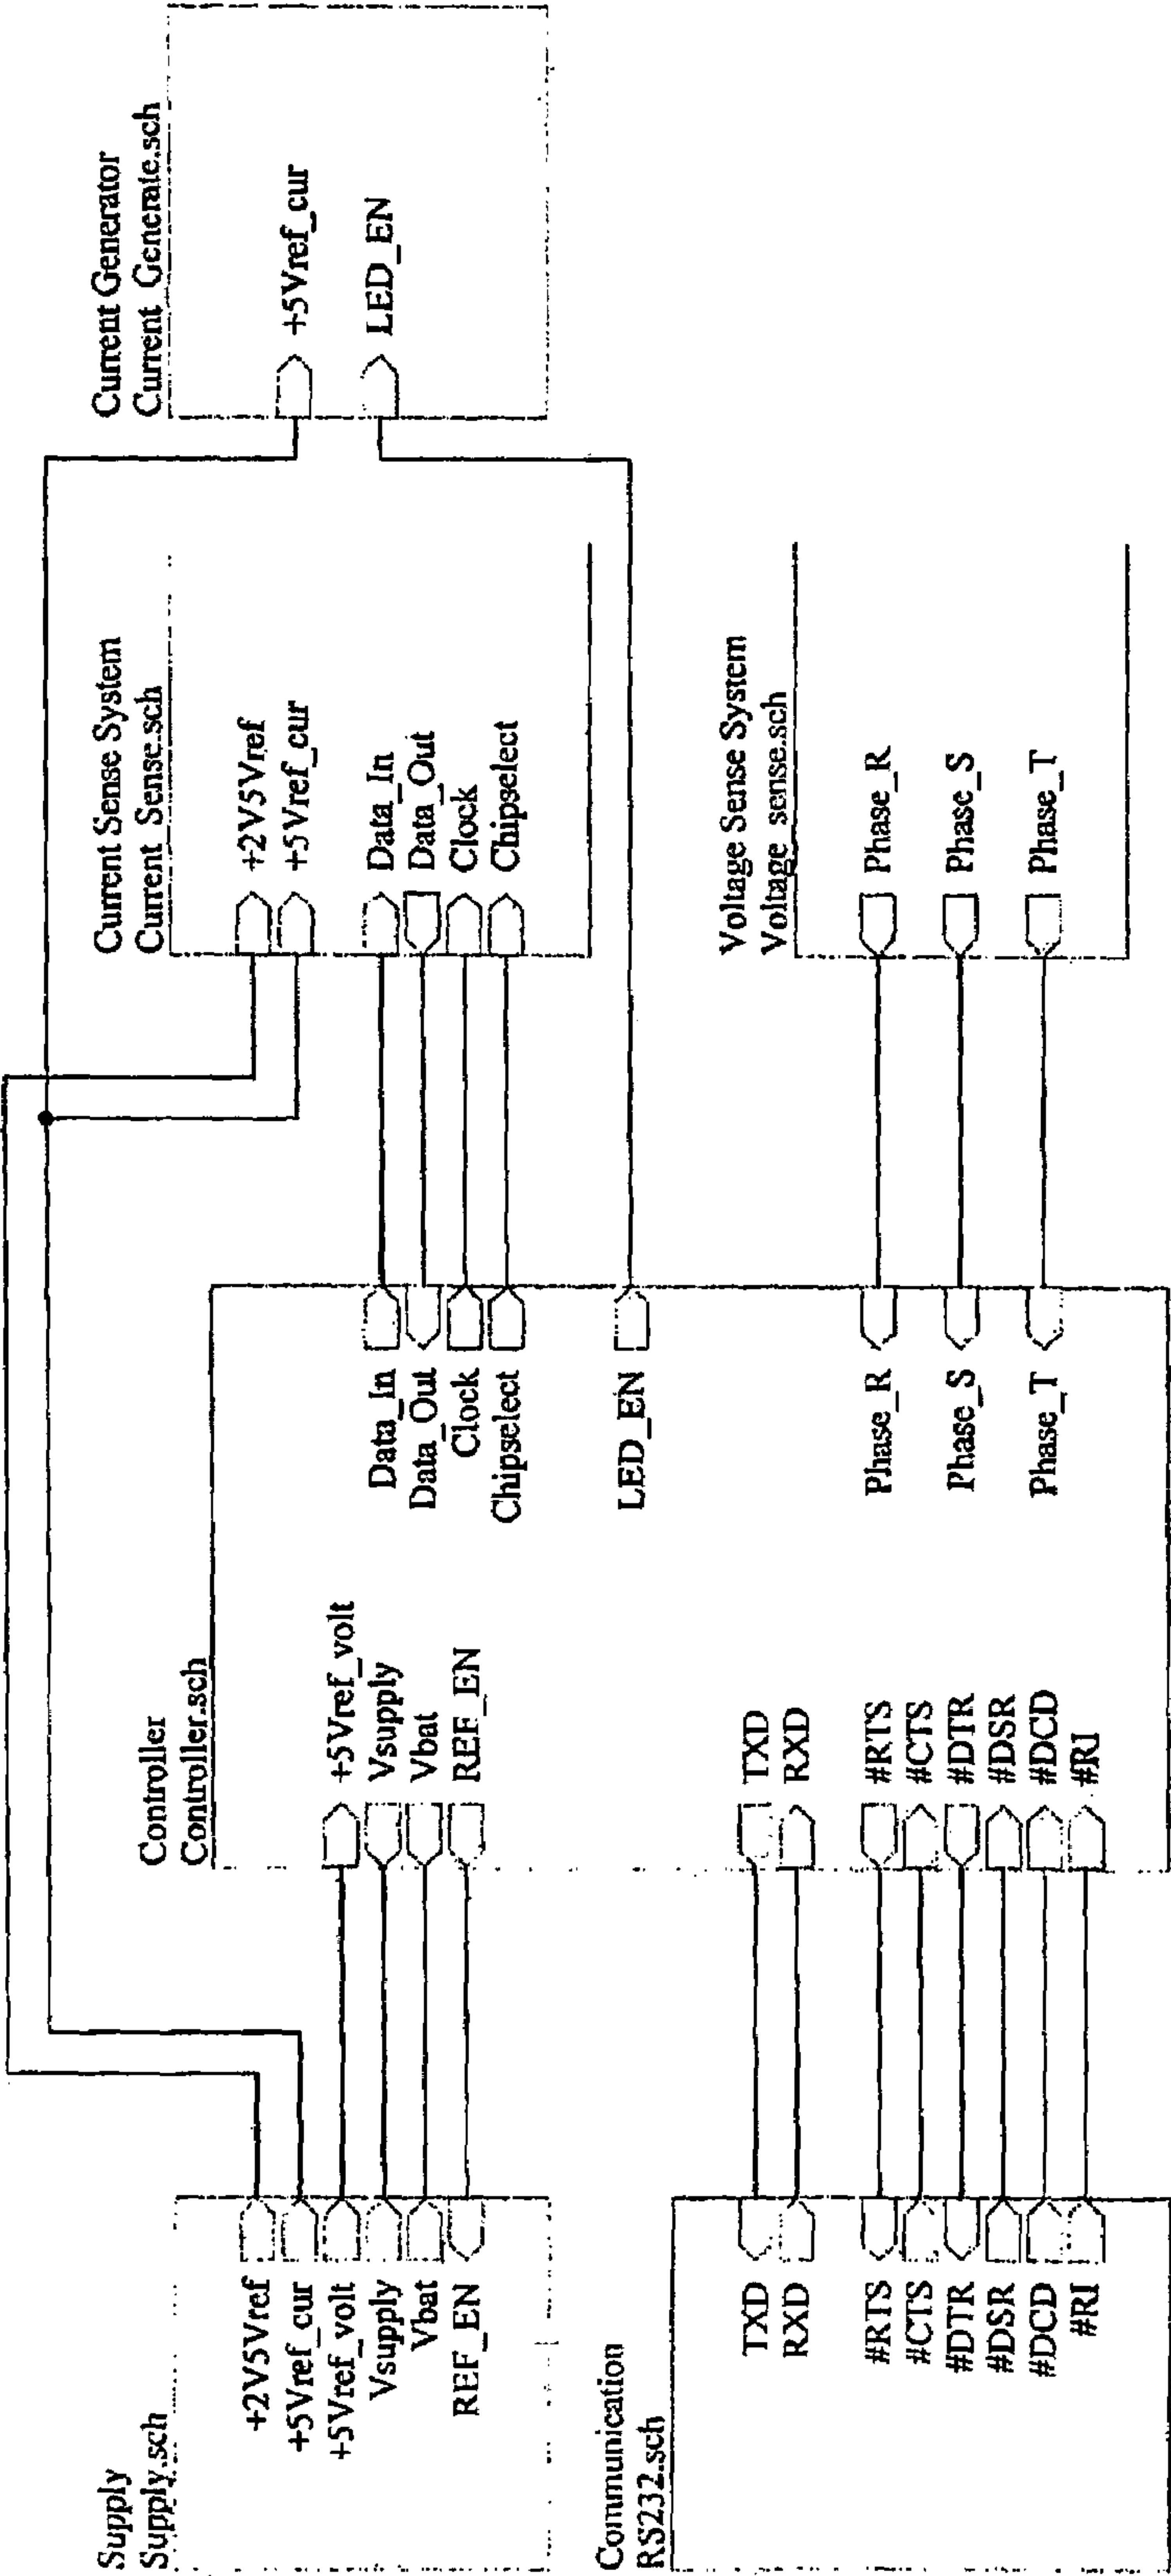 Supply
Supply.sch
+2V5Vref
+5Vref_cur
+5Vref_volt
Vsupply
Vbat
REF_EN
Communication
RS232.sch
TXD
RXD
#RTS
#CTS
#DTR
#DSR
#DCD
#RI
Controller
Controller.sch
+5Vref_volt
Vsupply
Vbat
REF_EN
TXD
RXD
#RTS
#CTS
#DTR
#DSR
#DCD
#RI
Data_In
Data_Out
Clock
Chipselect
LED_EN
Phase_R
Phase_S
Phase_T
Current Sense System
Current_Sense.sch
+2V5Vref
+5Vref_cur
Data_In
Data_Out
Clock
Chipselect
Voltage Sense System
Voltage_sense.sch
Phase_R
Phase_S
Phase_T
Current Generator
Current_Generate.sch
+5Vref_cur
LED_EN